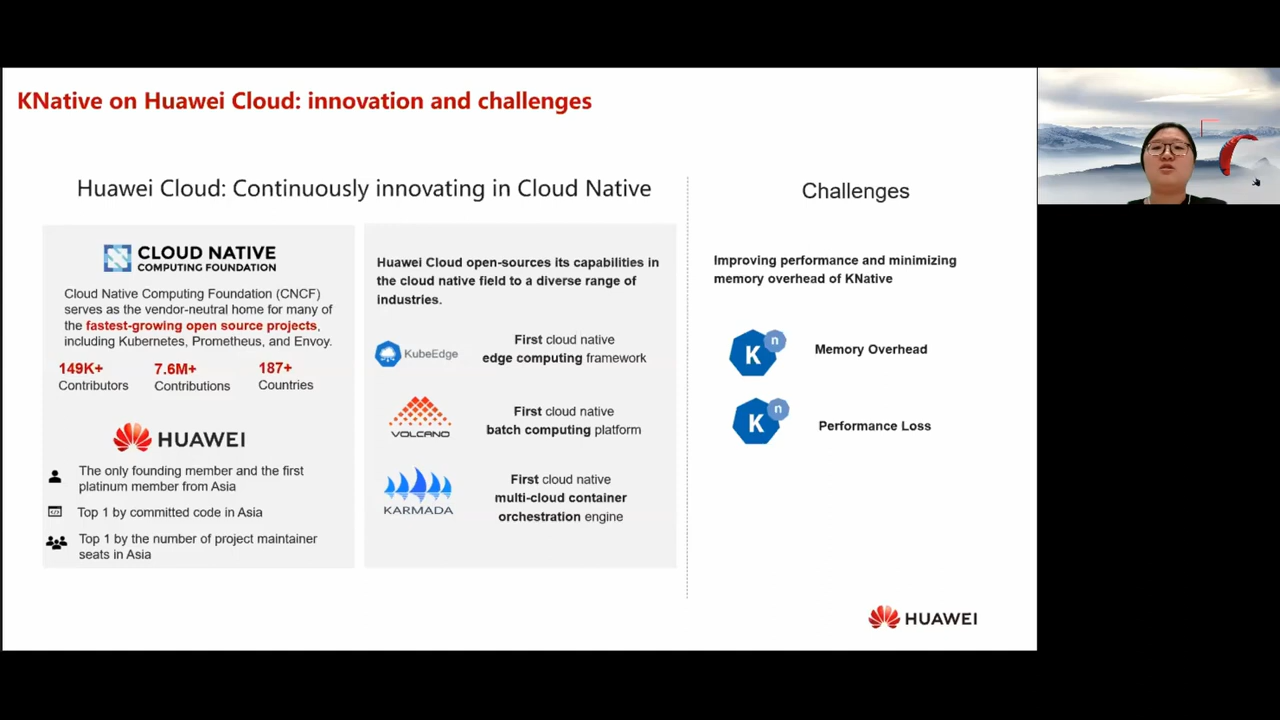 KNative on Huawei Cloud: innovation and challenges
Huawei Cloud: Continuously innovating in Cloud Native
CLOUD NATIVE
COMPUTING FOUNDATION
Cloud Native Computing Foundation (CNCF)
serves as the vendor-neutral home for many of
the fastest-growing open source projects,
including Kubernetes, Prometheus, and Envoy.
149K+
Contributors
7.6M+
Contributions
187+
Countries
HUAWEI
The only founding member and the first
platinum member from Asia
Top 1 by committed code in Asia
Top 1 by the number of project maintainer
seats in Asia
Huawei Cloud open-sources its capabilities in
the cloud native field to a diverse range of
industries.
KubeEdge
First cloud native
edge computing framework
VOLCANO
First cloud native
batch computing platform
KARMADA
First cloud native
multi-cloud container
orchestration engine
Challenges
Improving performance and minimizing
memory overhead of KNative
K n
Memory Overhead
K n
Performance Loss
HUAWEI